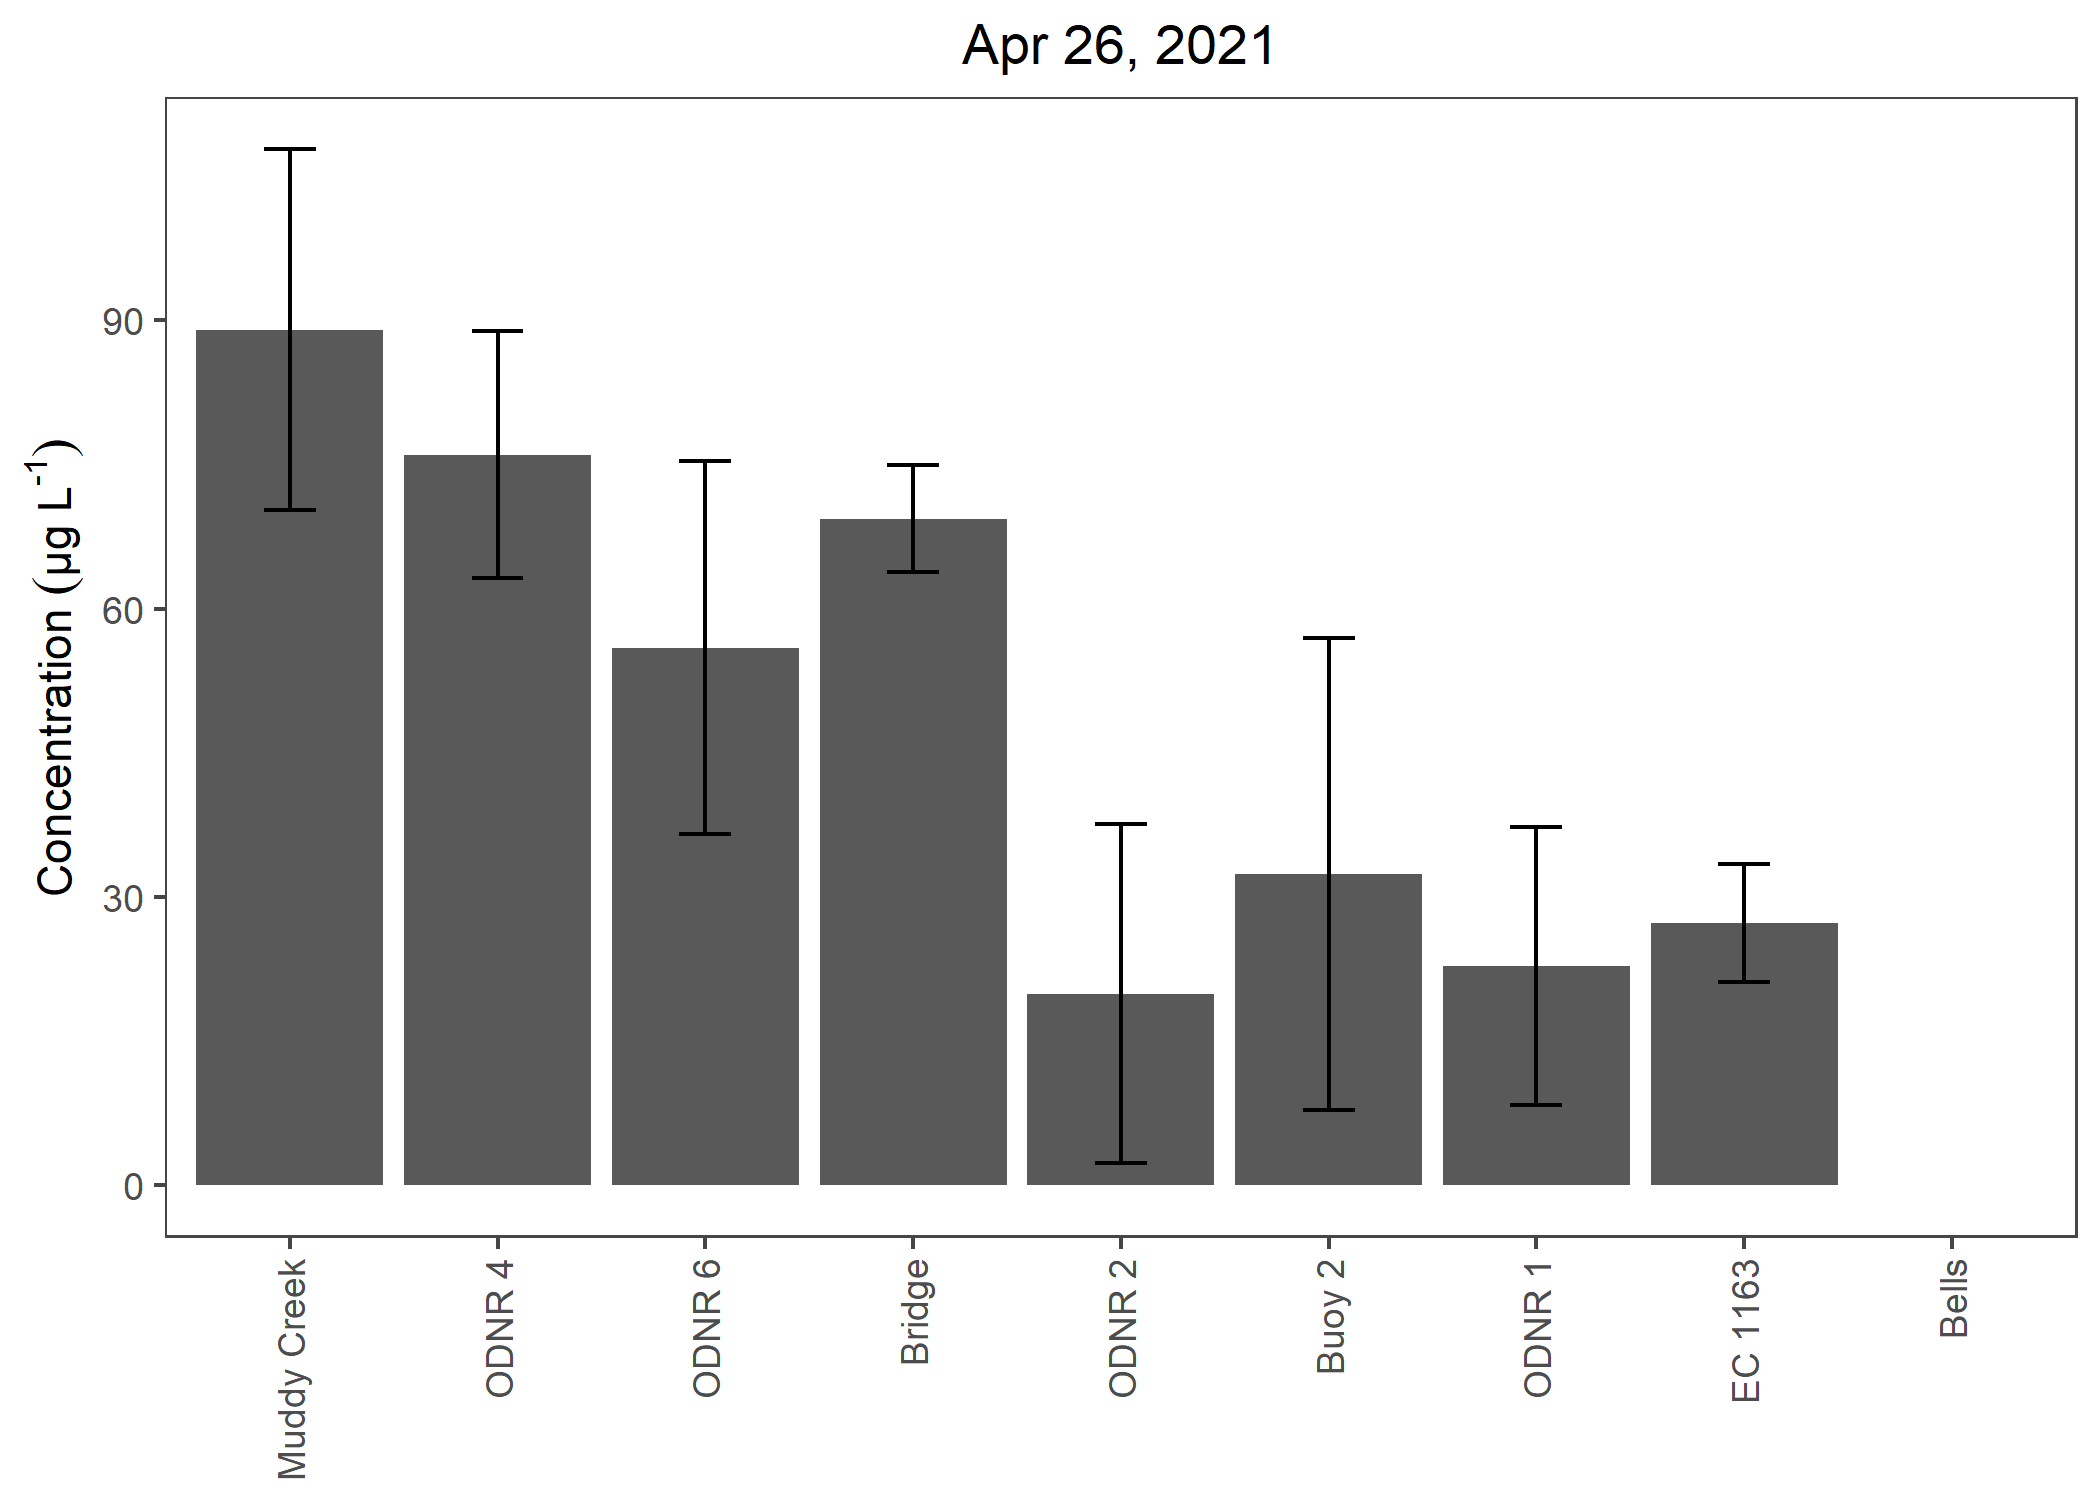 Apr 26, 2021
Concentration (µg L⁻¹)
90
60
30
0
Muddy Creek
ODNR 4
ODNR 6
Bridge
ODNR 2
Buoy 2
ODNR 1
EC 1163
Bells